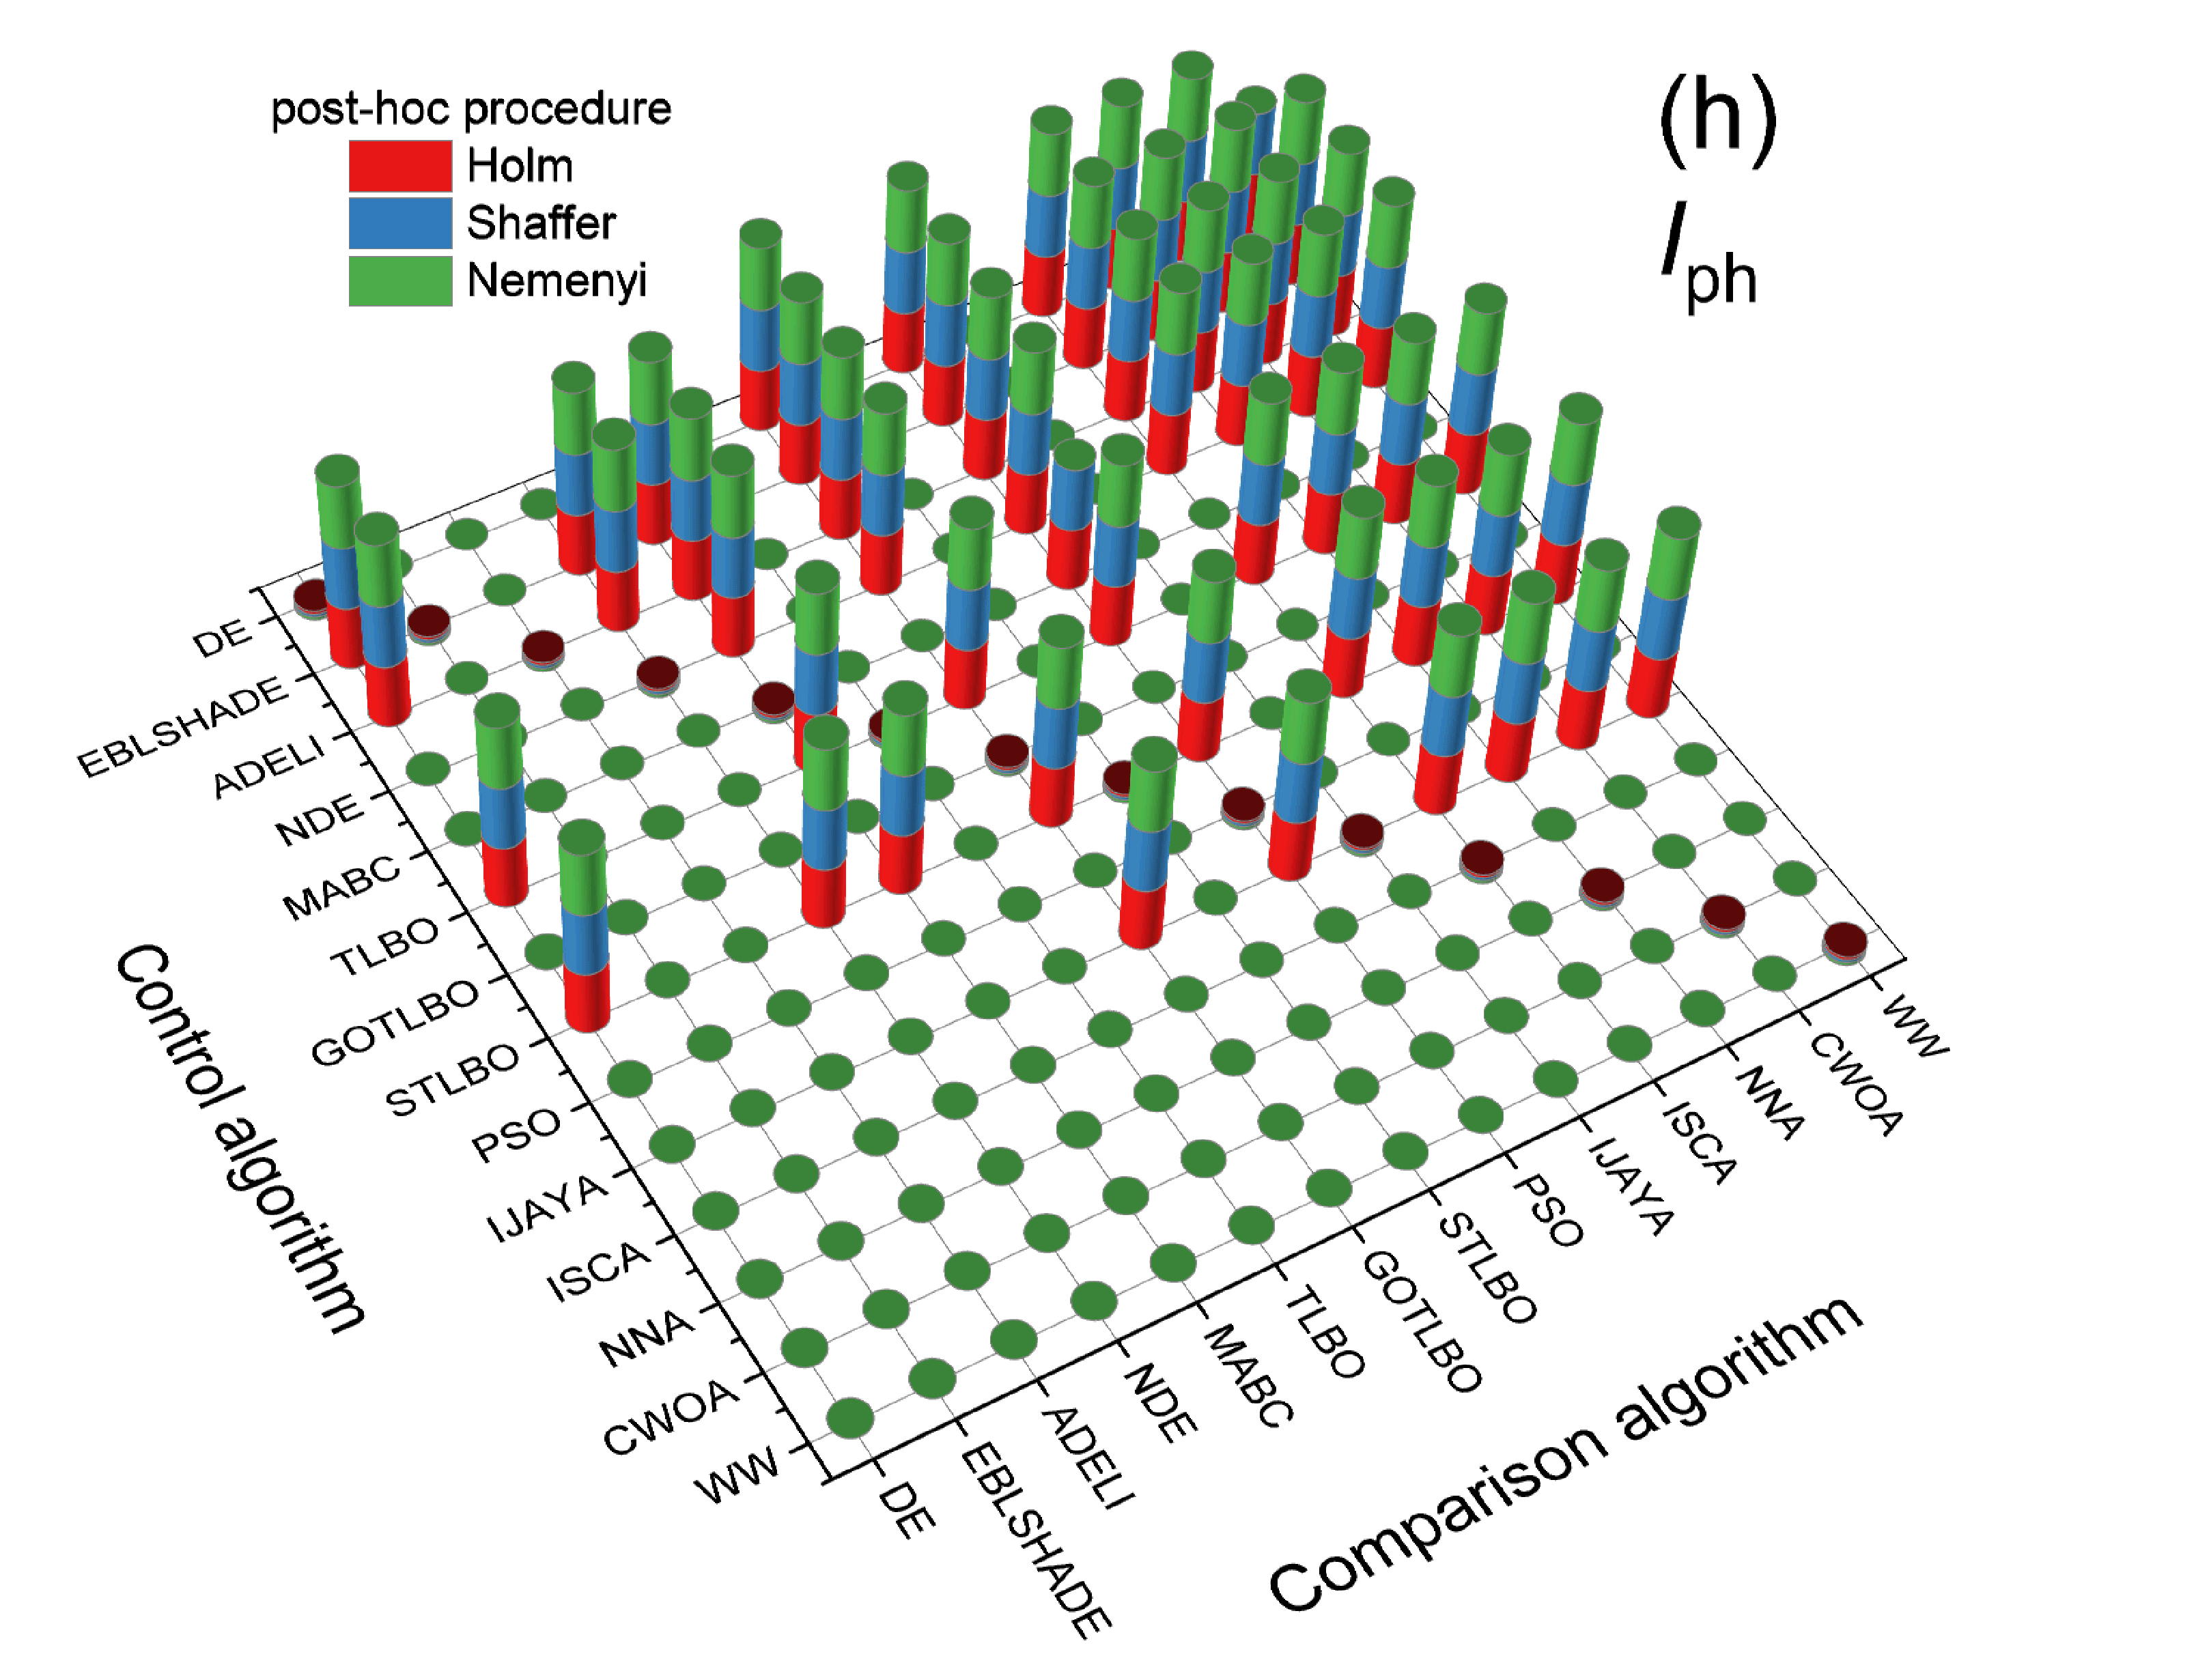 post-hoc procedure
Holm
Shaffer
Nemenyi
(h)
I
ph
DE
EBLSHADE
ADELI
NDE
MABC
TLBO
GOTLBO
STLBO
PSO
IJAYA
ISCA
NNA
CWOA
WW
Control algorithm
DE
EBLSHADE
ADELI
NDE
MABC
TLBO
GOTLBO
STLBO
PSO
IJAYA
ISCA
NNA
CWOA
WW
Comparison algorithm